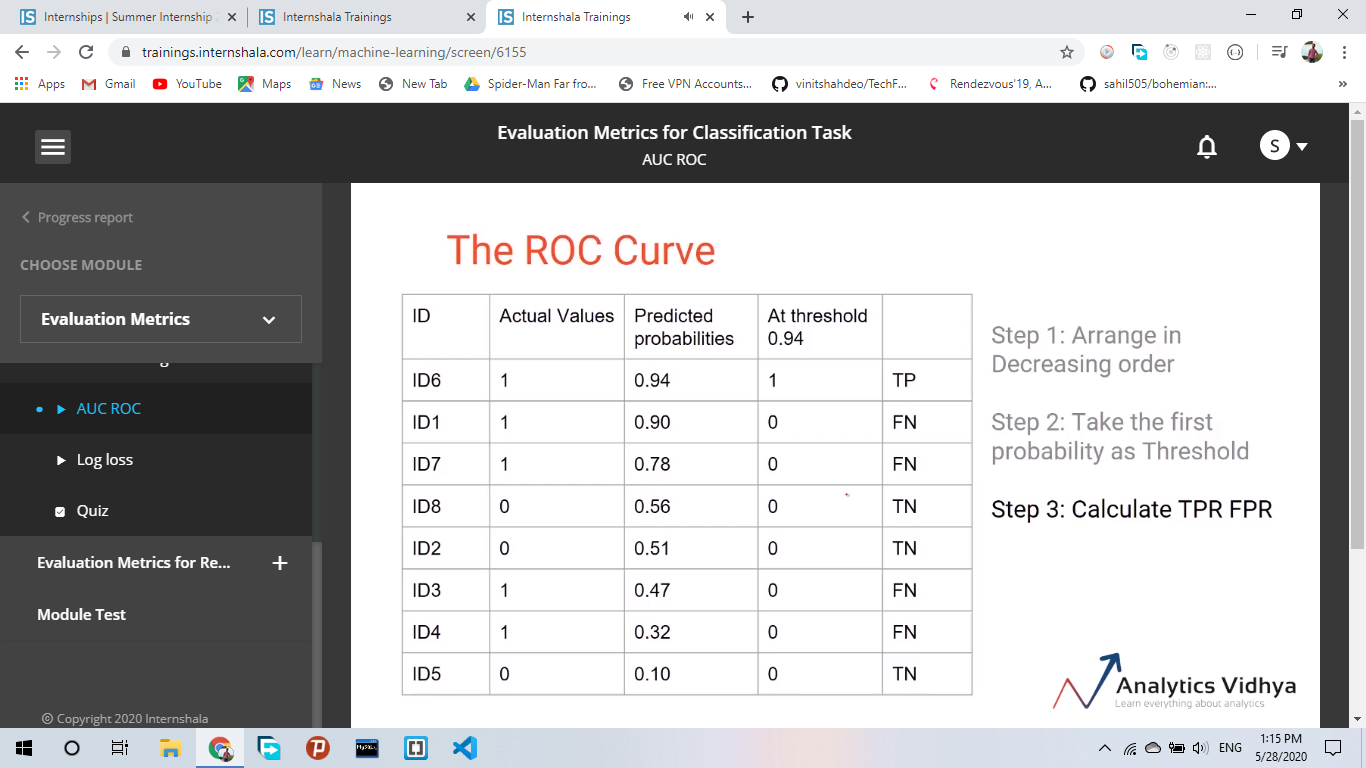 Internships | Summer Internship
Internshala Trainings
Internshala Trainings
trainings.internshala.com/learn/machine-learning/screen/6155
Apps
Gmail
YouTube
Maps
News
New Tab
Spider-Man Far fro...
Free VPN Accounts...
vinitshahdeo/TechF...
Rendezvous'19, A...
sahil505/bohemian:...
»
Evaluation Metrics for Classification Task
AUC ROC
S
Progress report
CHOOSE MODULE
Evaluation Metrics
AUC ROC
Log loss
Quiz
Evaluation Metrics for Re...
Module Test
© Copyright 2020 Internshala
The ROC Curve
ID Actual Values Predicted probabilities At threshold 0.94
ID6 1 0.94 1 TP
ID1 1 0.90 0 FN
ID7 1 0.78 0 FN
ID8 0 0.56 0 TN
ID2 0 0.51 0 TN
ID3 1 0.47 0 FN
ID4 1 0.32 0 FN
ID5 0 0.10 0 TN
Step 1: Arrange in
Decreasing order
Step 2: Take the first
probability as Threshold
Step 3: Calculate TPR FPR
Analytics Vidhya
Learn everything about analytics
MySQL
ENG
1:15 PM
5/28/2020